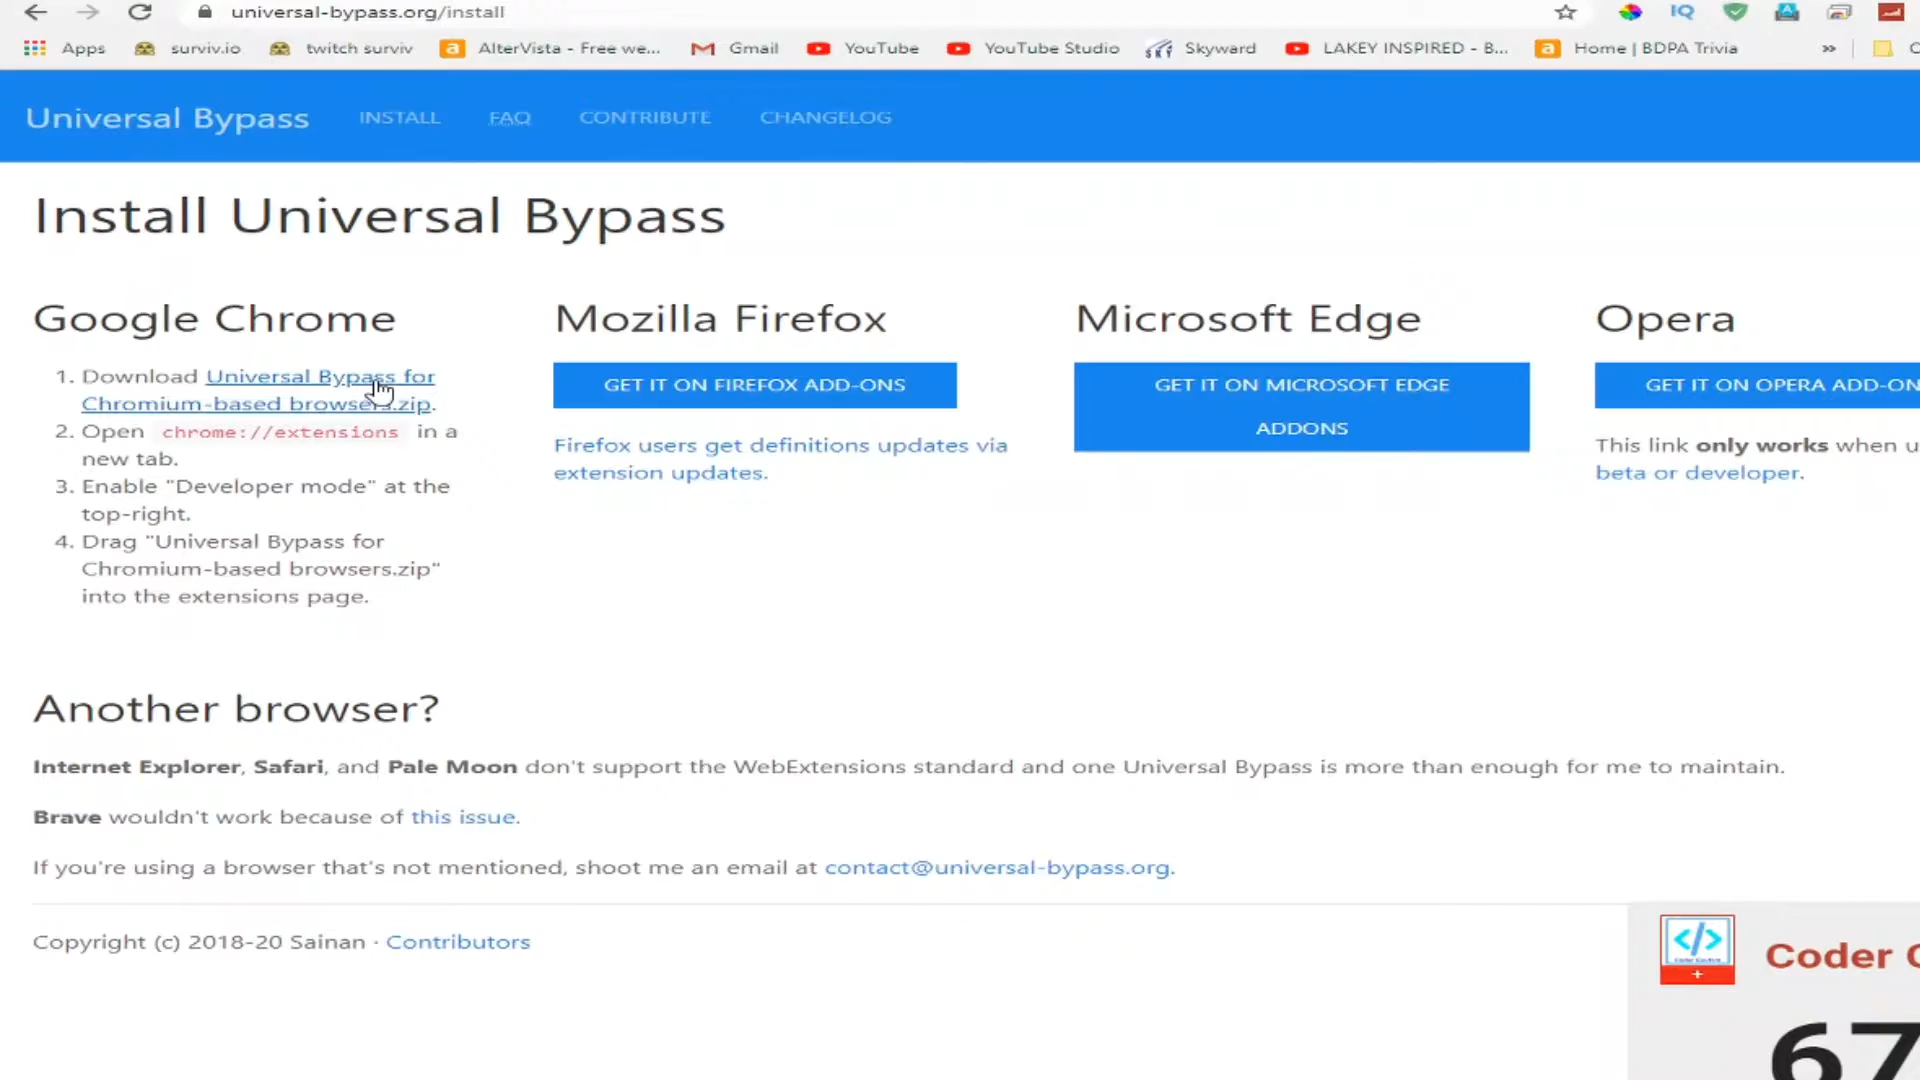 universal-bypass.org/install
IQ
Apps surviv.io twitch surviv AlterVista - Free we... Gmail YouTube YouTube Studio Skyward LAKEY INSPIRED - B... Home | BDPA Trivia »
Universal Bypass INSTALL FAQ CONTRIBUTE CHANGELOG
Install Universal Bypass
Google Chrome
1. Download Universal Bypass for
Chromium-based browsers.zip.
2. Open chrome://extensions in a
new tab.
3. Enable "Developer mode" at the
top-right.
4. Drag "Universal Bypass for
Chromium-based browsers.zip"
into the extensions page.
Mozilla Firefox
GET IT ON FIREFOX ADD-ONS
Firefox users get definitions updates via
extension updates.
Microsoft Edge
GET IT ON MICROSOFT EDGE
ADDONS
Opera
GET IT ON OPERA ADD-ON
This link only works when u
beta or developer.
Another browser?
Internet Explorer, Safari, and Pale Moon don't support the WebExtensions standard and one Universal Bypass is more than enough for me to maintain.
Brave wouldn't work because of this issue.
If you're using a browser that's not mentioned, shoot me an email at contact@universal-bypass.org.
Copyright (c) 2018-20 Sainan · Contributors
</>
+
Coder
67